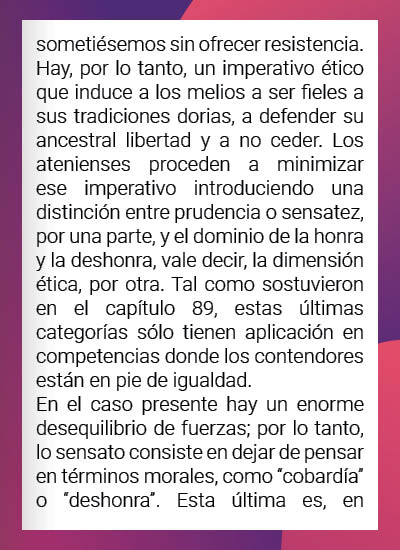 sometiésemos sin ofrecer resistencia.
Hay, por lo tanto, un imperativo ético
que induce a los melios a ser fieles a
sus tradiciones dorias, a defender su
ancestral libertad y a no ceder. Los
atenienses proceden a minimizar
ese imperativo introduciendo una
distinción entre prudencia o sensatez,
por una parte, y el dominio de la honra
y la deshonra, vale decir, la dimensión
ética, por otra. Tal como sostuvieron
en el capítulo 89, estas últimas
categorías sólo tienen aplicación en
competencias donde los contendores
están en pie de igualdad.
En el caso presente hay un enorme
desequilibrio de fuerzas; por lo tanto,
lo sensato consiste en dejar de pensar
en términos morales, como “cobardía”
o “deshonra”. Esta última es, en